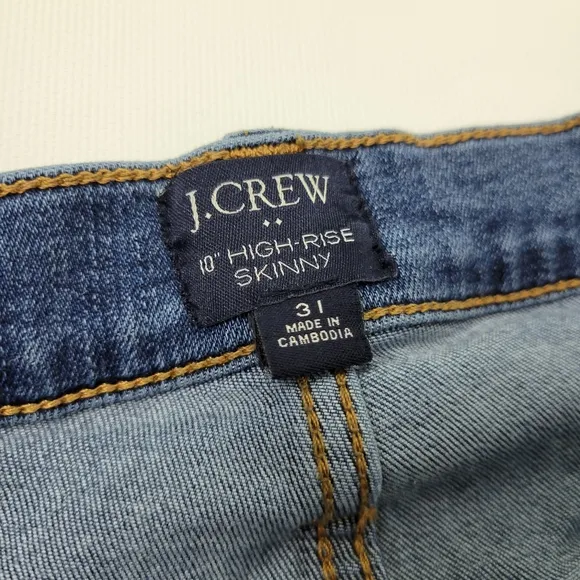 J.CREW
10" HIGH-RISE
SKINNY
31
MADE IN
CAMBODIA